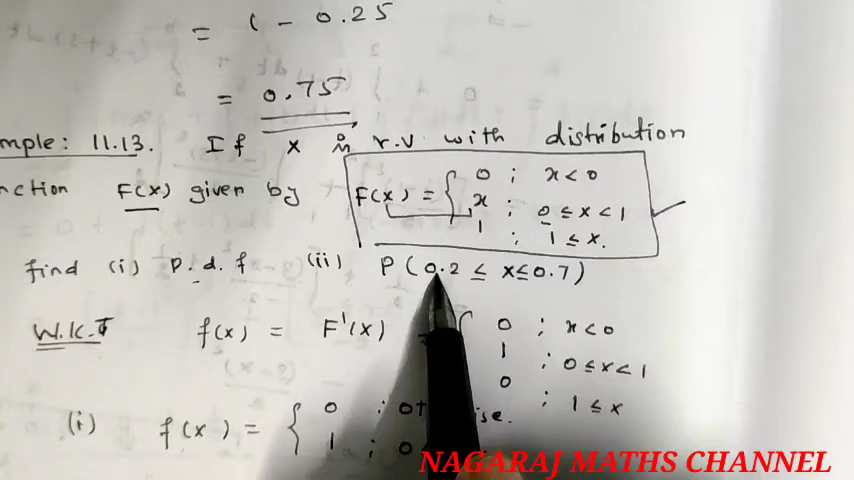 = 1 - 0.25
= 0.75
mple: 11.13. If x is r.v with distribution
nction F(x) given by F(x) = { 0 ; x < 0
x ; 0 ≤ x < 1
1 ; 1 ≤ x.
find (i) p.d.f (ii) P(0.2 ≤ x ≤ 0.7)
W.K.T f(x) = F'(x) = { 0 ; x < 0
1 ; 0 ≤ x < 1
0 ; 1 ≤ x
(i) f(x) = { 0 ; ot ise.
1 ; 0
NAGARAJ MATHS CHANNEL